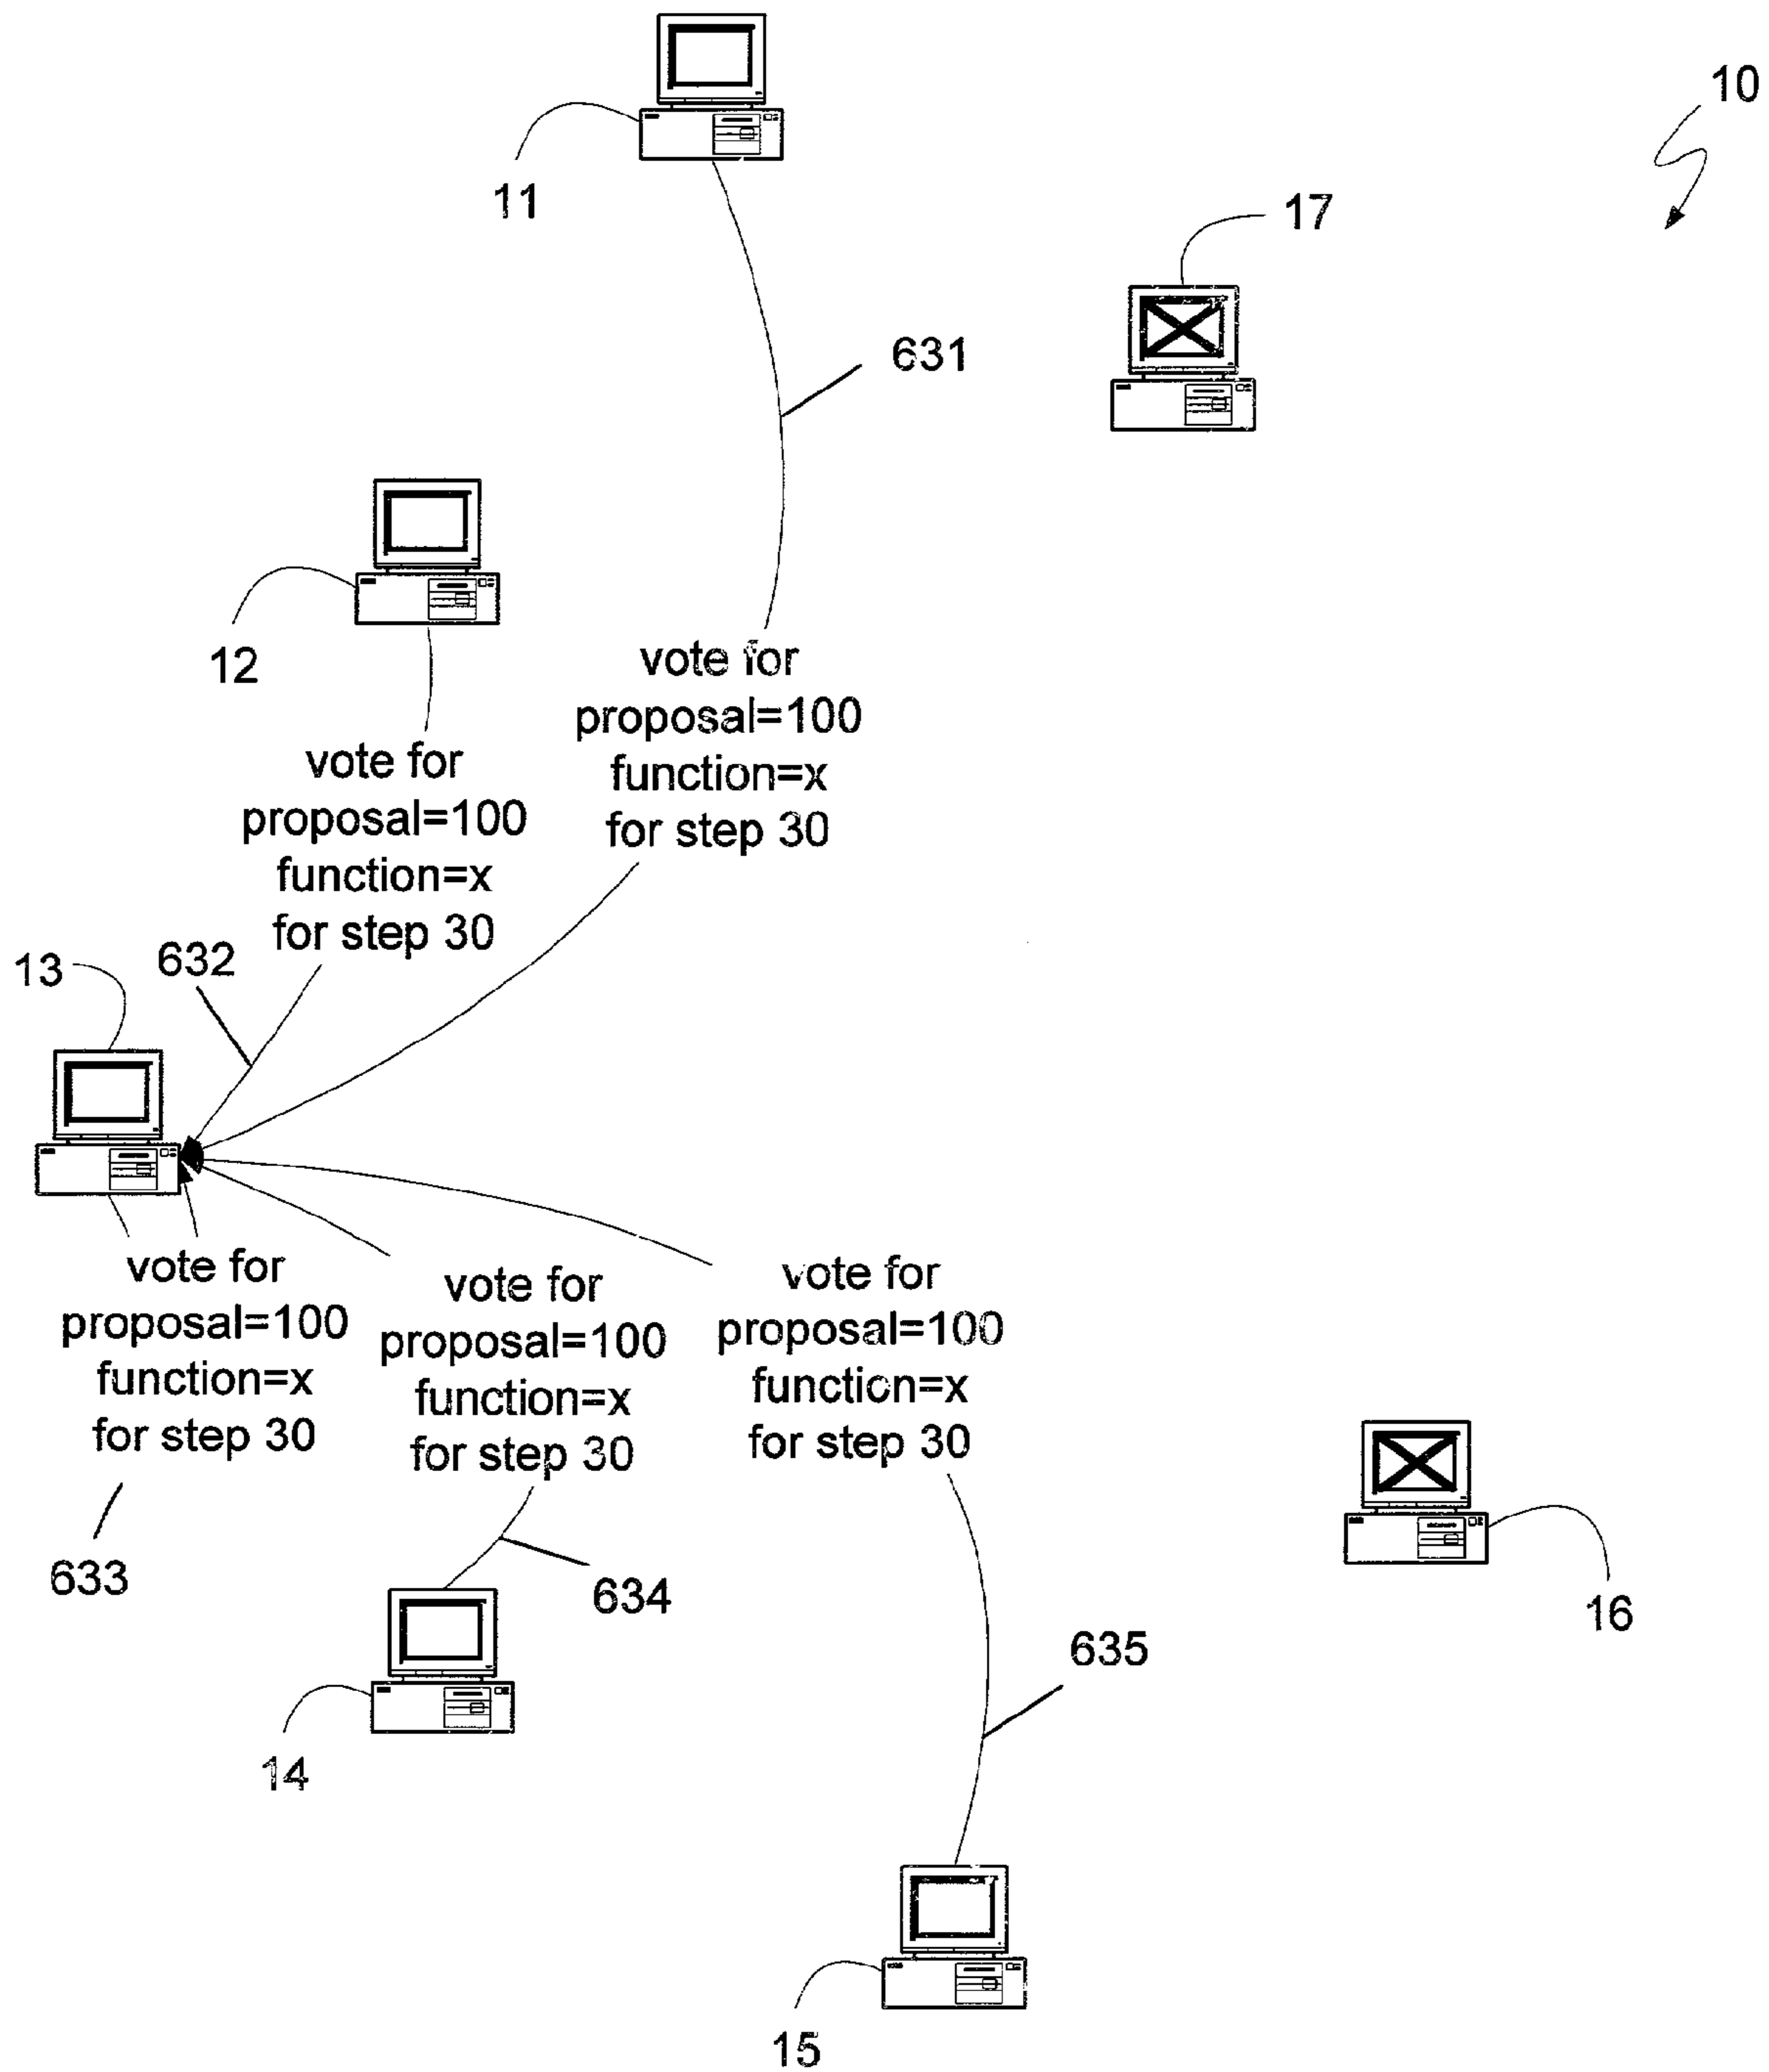 10
11
17
631
12
vote for
proposal=100
function=x
for step 30
vote for
proposal=100
function=x
for step 30
13
632
vote for
proposal=100
function=x
for step 30
633
vote for
proposal=100
function=x
for step 30
634
vote for
proposal=100
function=x
for step 30
635
16
14
15